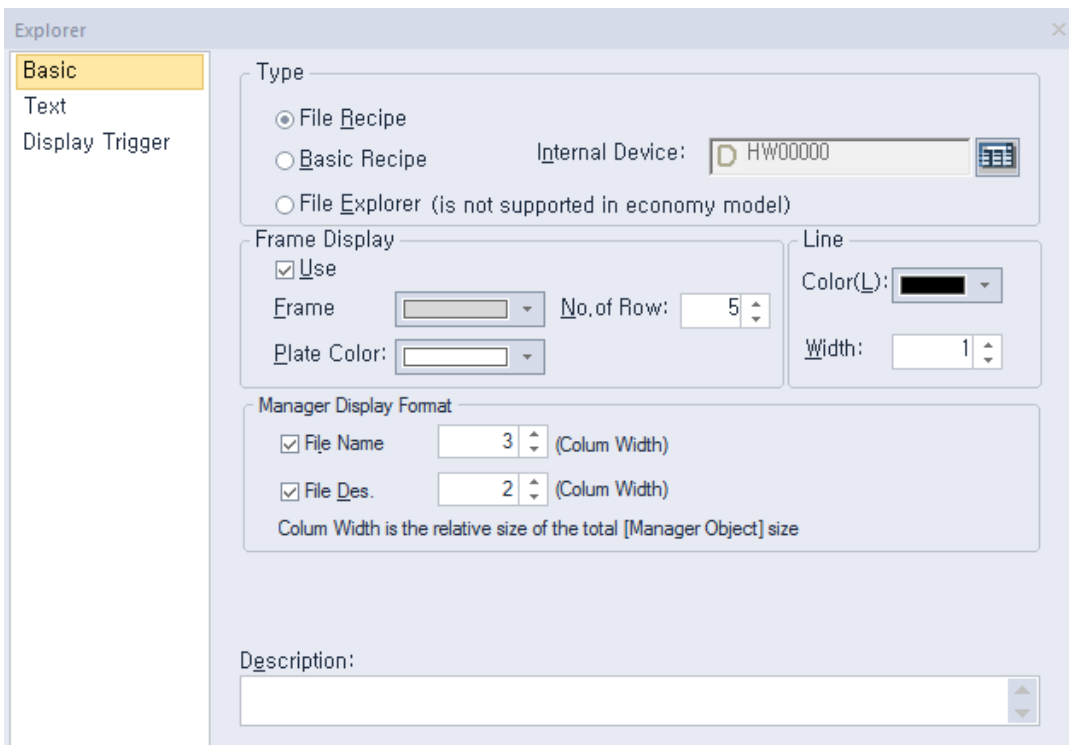 Explorer
Basic
Text
Display Trigger
Type
File Recipe
Basic Recipe
Internal Device:
D HW00000
File Explorer (is not supported in economy model)
Frame Display
Use
Frame
No.of Row:
5
Plate Color:
Line
Color(L):
Width:
1
Manager Display Format
File Name
3
(Colum Width)
File Des.
2
(Colum Width)
Colum Width is the relative size of the total [Manager Object] size
Description: